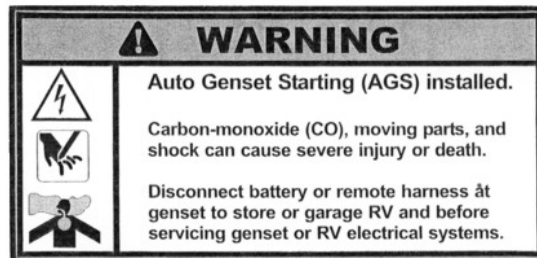 WARNING
Auto Genset Starting (AGS) installed.
Carbon-monoxide (CO), moving parts, and
shock can cause severe injury or death.
Disconnect battery or remote harness åt
genset to store or garage RV and before
servicing genset or RV electrical systems.